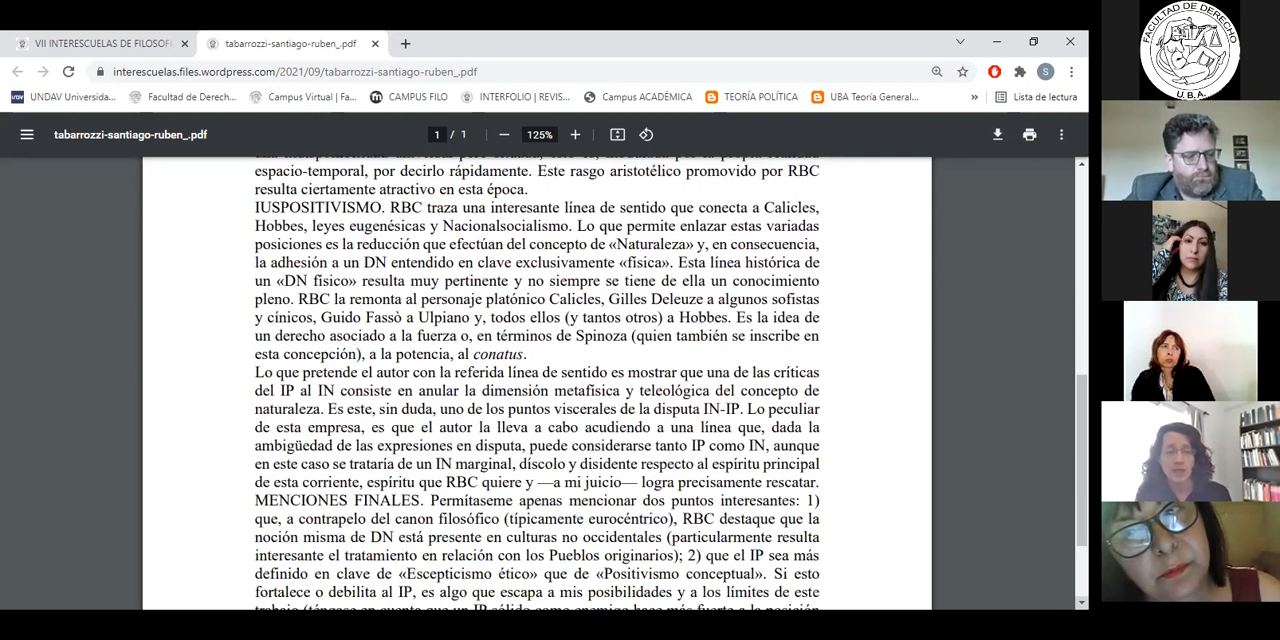 VII INTERESCUELAS DE FILOSOFI
tabarrozzi-santiago-ruben_.pdf
interescuelas.files.wordpress.com/2021/09/tabarrozzi-santiago-ruben_.pdf
S
UNDAV Universida...
Facultad de Derech...
Campus Virtual | Fa...
CAMPUS FILO
INTERFOLIO | REVIS...
Campus ACADÉMICA
TEORÍA POLÍTICA
UBA Teoría General...
»
Lista de lectura
tabarrozzi-santiago-ruben_.pdf
1 / 1
125%
espacio-temporal, por decirlo rápidamente. Este rasgo aristotélico promovido por RBC
resulta ciertamente atractivo en esta época.
IUSPOSITIVISMO. RBC traza una interesante línea de sentido que conecta a Calicles,
Hobbes, leyes eugenésicas y Nacionalsocialismo. Lo que permite enlazar estas variadas
posiciones es la reducción que efectúan del concepto de «Naturaleza» y, en consecuencia,
la adhesión a un DN entendido en clave exclusivamente «física». Esta línea histórica de
un «DN físico» resulta muy pertinente y no siempre se tiene de ella un conocimiento
pleno. RBC la remonta al personaje platónico Calicles, Gilles Deleuze a algunos sofistas
y cínicos, Guido Fassò a Ulpiano y, todos ellos (y tantos otros) a Hobbes. Es la idea de
un derecho asociado a la fuerza o, en términos de Spinoza (quien también se inscribe en
esta concepción), a la potencia, al conatus.
Lo que pretende el autor con la referida línea de sentido es mostrar que una de las críticas
del IP al IN consiste en anular la dimensión metafísica y teleológica del concepto de
naturaleza. Es este, sin duda, uno de los puntos viscerales de la disputa IN-IP. Lo peculiar
de esta empresa, es que el autor la lleva a cabo acudiendo a una línea que, dada la
ambigüedad de las expresiones en disputa, puede considerarse tanto IP como IN, aunque
en este caso se trataría de un IN marginal, díscolo y disidente respecto al espíritu principal
de esta corriente, espíritu que RBC quiere y —a mi juicio— logra precisamente rescatar.
MENCIONES FINALES. Permítaseme apenas mencionar dos puntos interesantes: 1)
que, a contrapelo del canon filosófico (típicamente eurocéntrico), RBC destaque que la
noción misma de DN está presente en culturas no occidentales (particularmente resulta
interesante el tratamiento en relación con los Pueblos originarios); 2) que el IP sea más
definido en clave de «Escepticismo ético» que de «Positivismo conceptual». Si esto
fortalece o debilita al IP, es algo que escapa a mis posibilidades y a los límites de este
FACULTAD DE DERECHO
U.B.A.